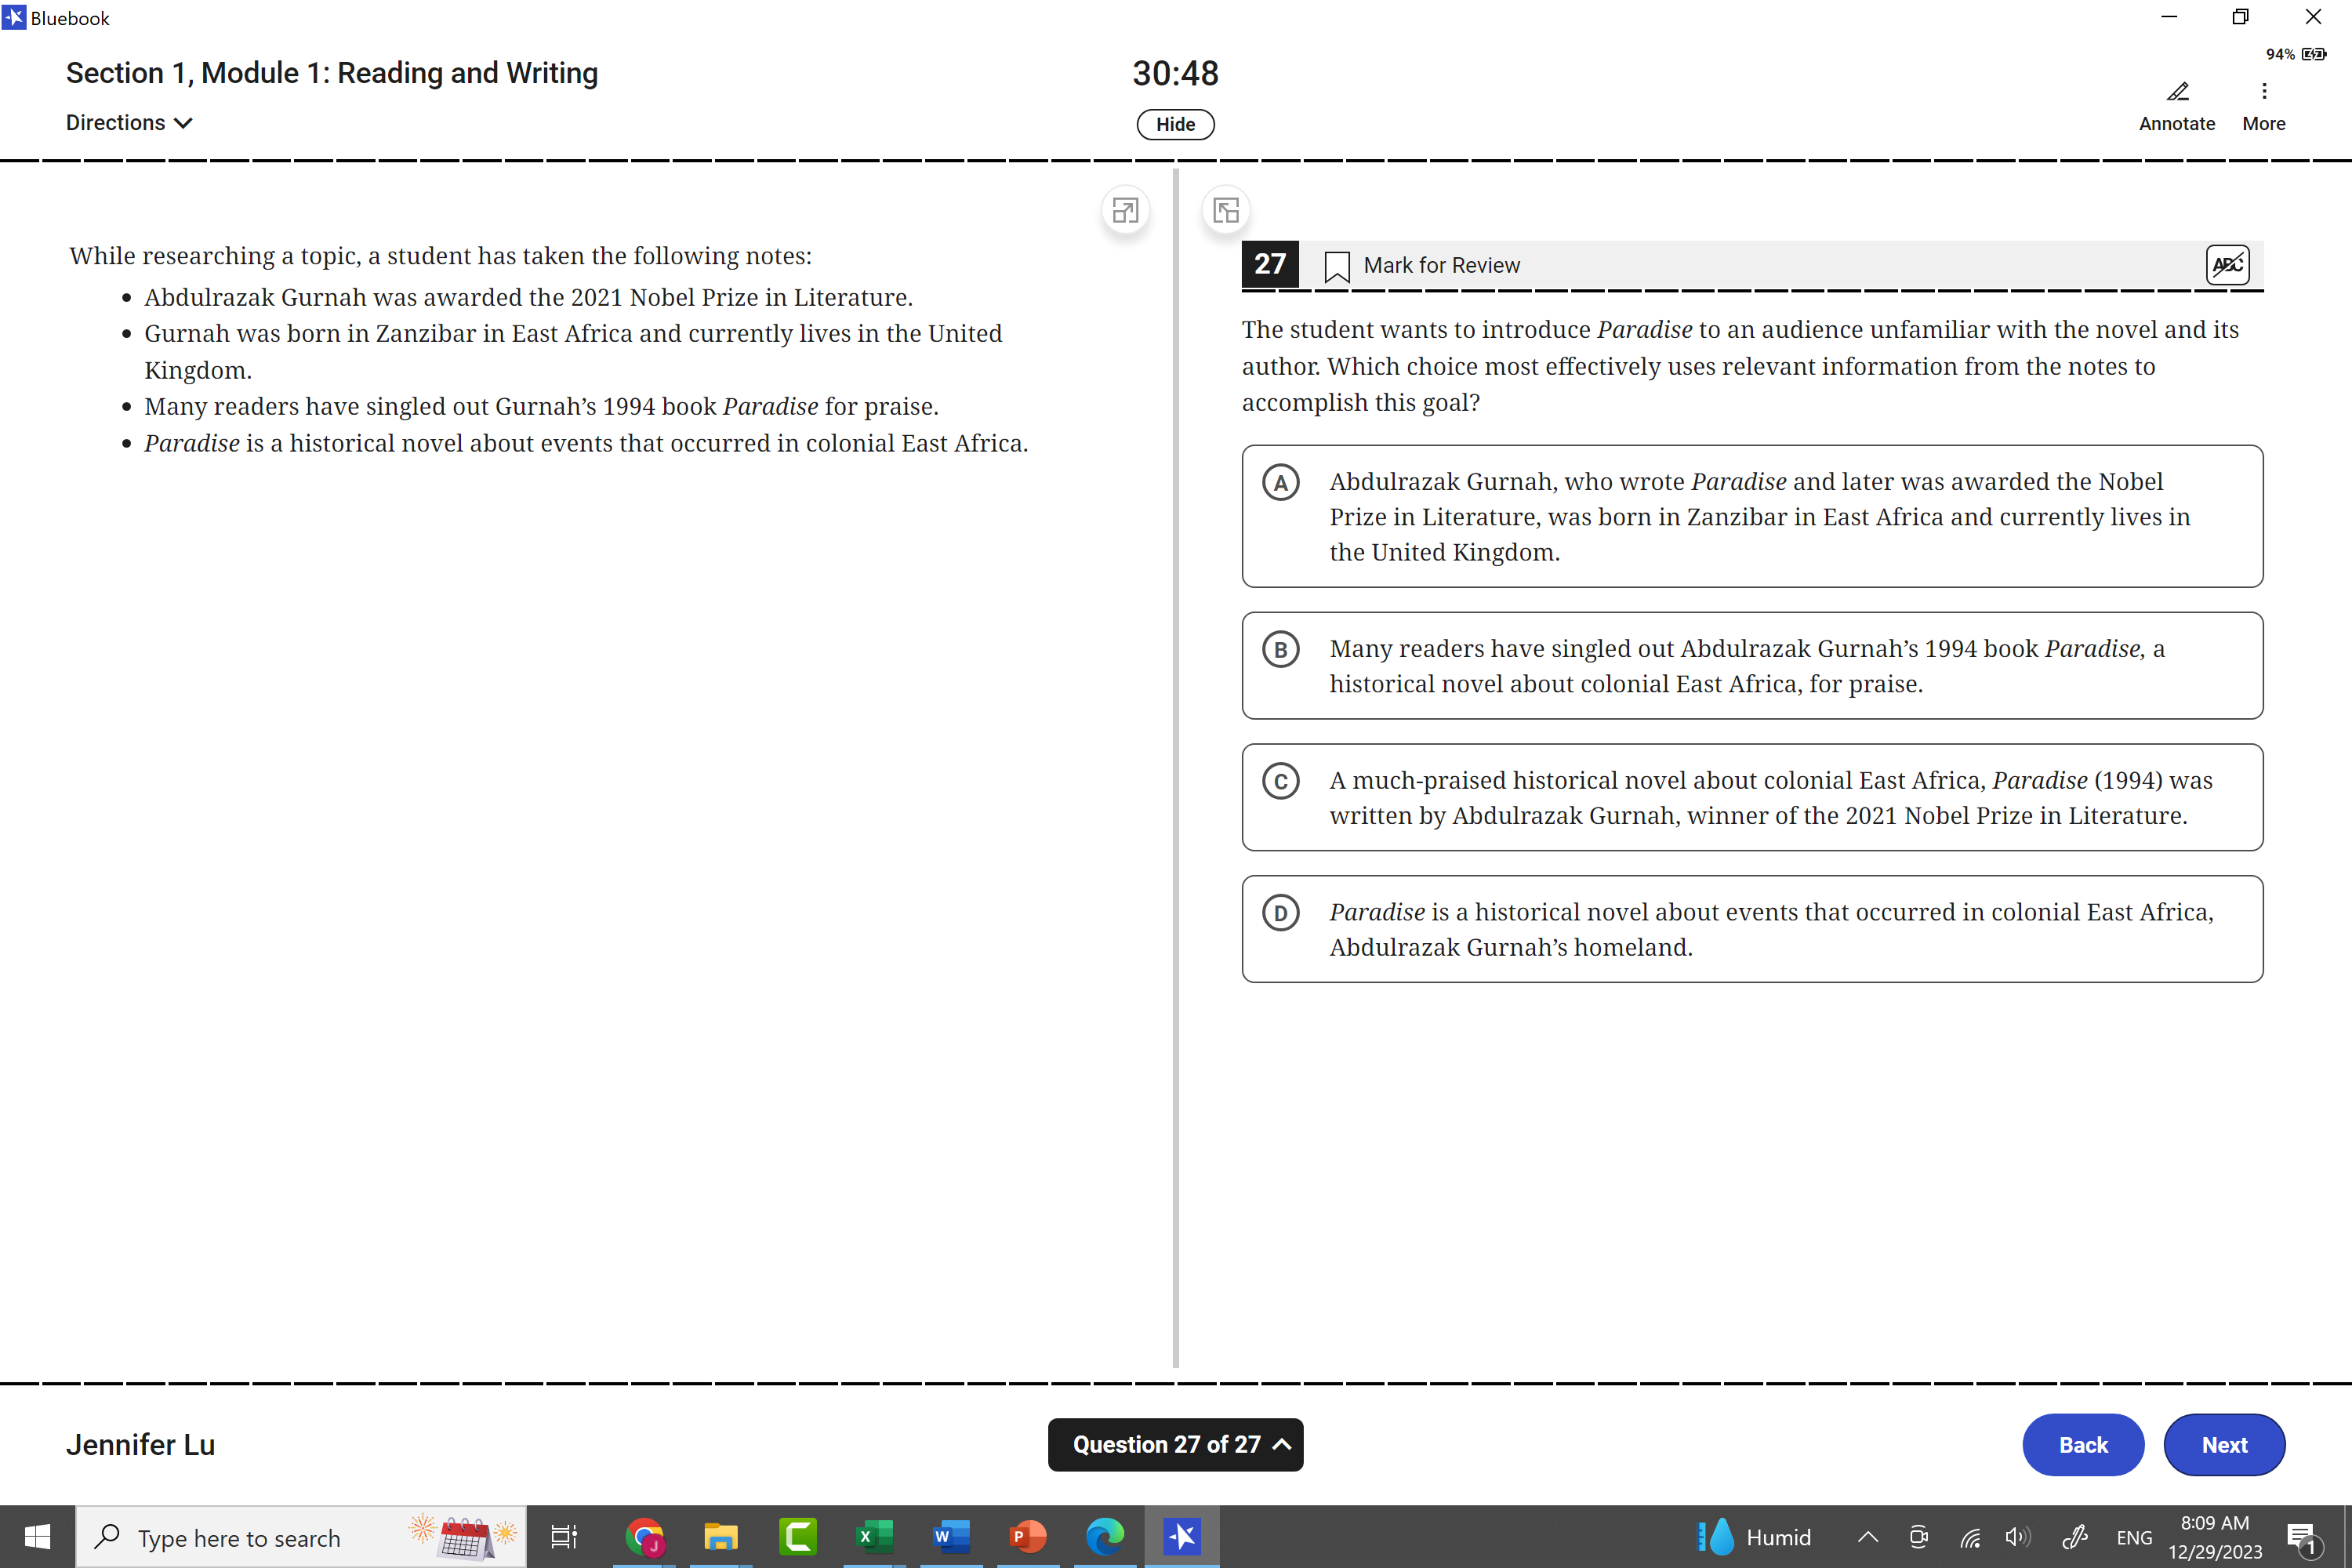 Bluebook
94%
Section 1, Module 1: Reading and Writing
30:48
Directions
Hide
Annotate
More
While researching a topic, a student has taken the following notes:
• Abdulrazak Gurnah was awarded the 2021 Nobel Prize in Literature.
• Gurnah was born in Zanzibar in East Africa and currently lives in the United
Kingdom.
• Many readers have singled out Gurnah’s 1994 book Paradise for praise.
• Paradise is a historical novel about events that occurred in colonial East Africa.
27
Mark for Review
ABC
The student wants to introduce Paradise to an audience unfamiliar with the novel and its
author. Which choice most effectively uses relevant information from the notes to
accomplish this goal?
A
Abdulrazak Gurnah, who wrote Paradise and later was awarded the Nobel
Prize in Literature, was born in Zanzibar in East Africa and currently lives in
the United Kingdom.
B
Many readers have singled out Abdulrazak Gurnah’s 1994 book Paradise, a
historical novel about colonial East Africa, for praise.
C
A much-praised historical novel about colonial East Africa, Paradise (1994) was
written by Abdulrazak Gurnah, winner of the 2021 Nobel Prize in Literature.
D
Paradise is a historical novel about events that occurred in colonial East Africa,
Abdulrazak Gurnah’s homeland.
Jennifer Lu
Question 27 of 27
Back
Next
Type here to search
J
X
W
P
Humid
ENG
8:09 AM
12/29/2023
1